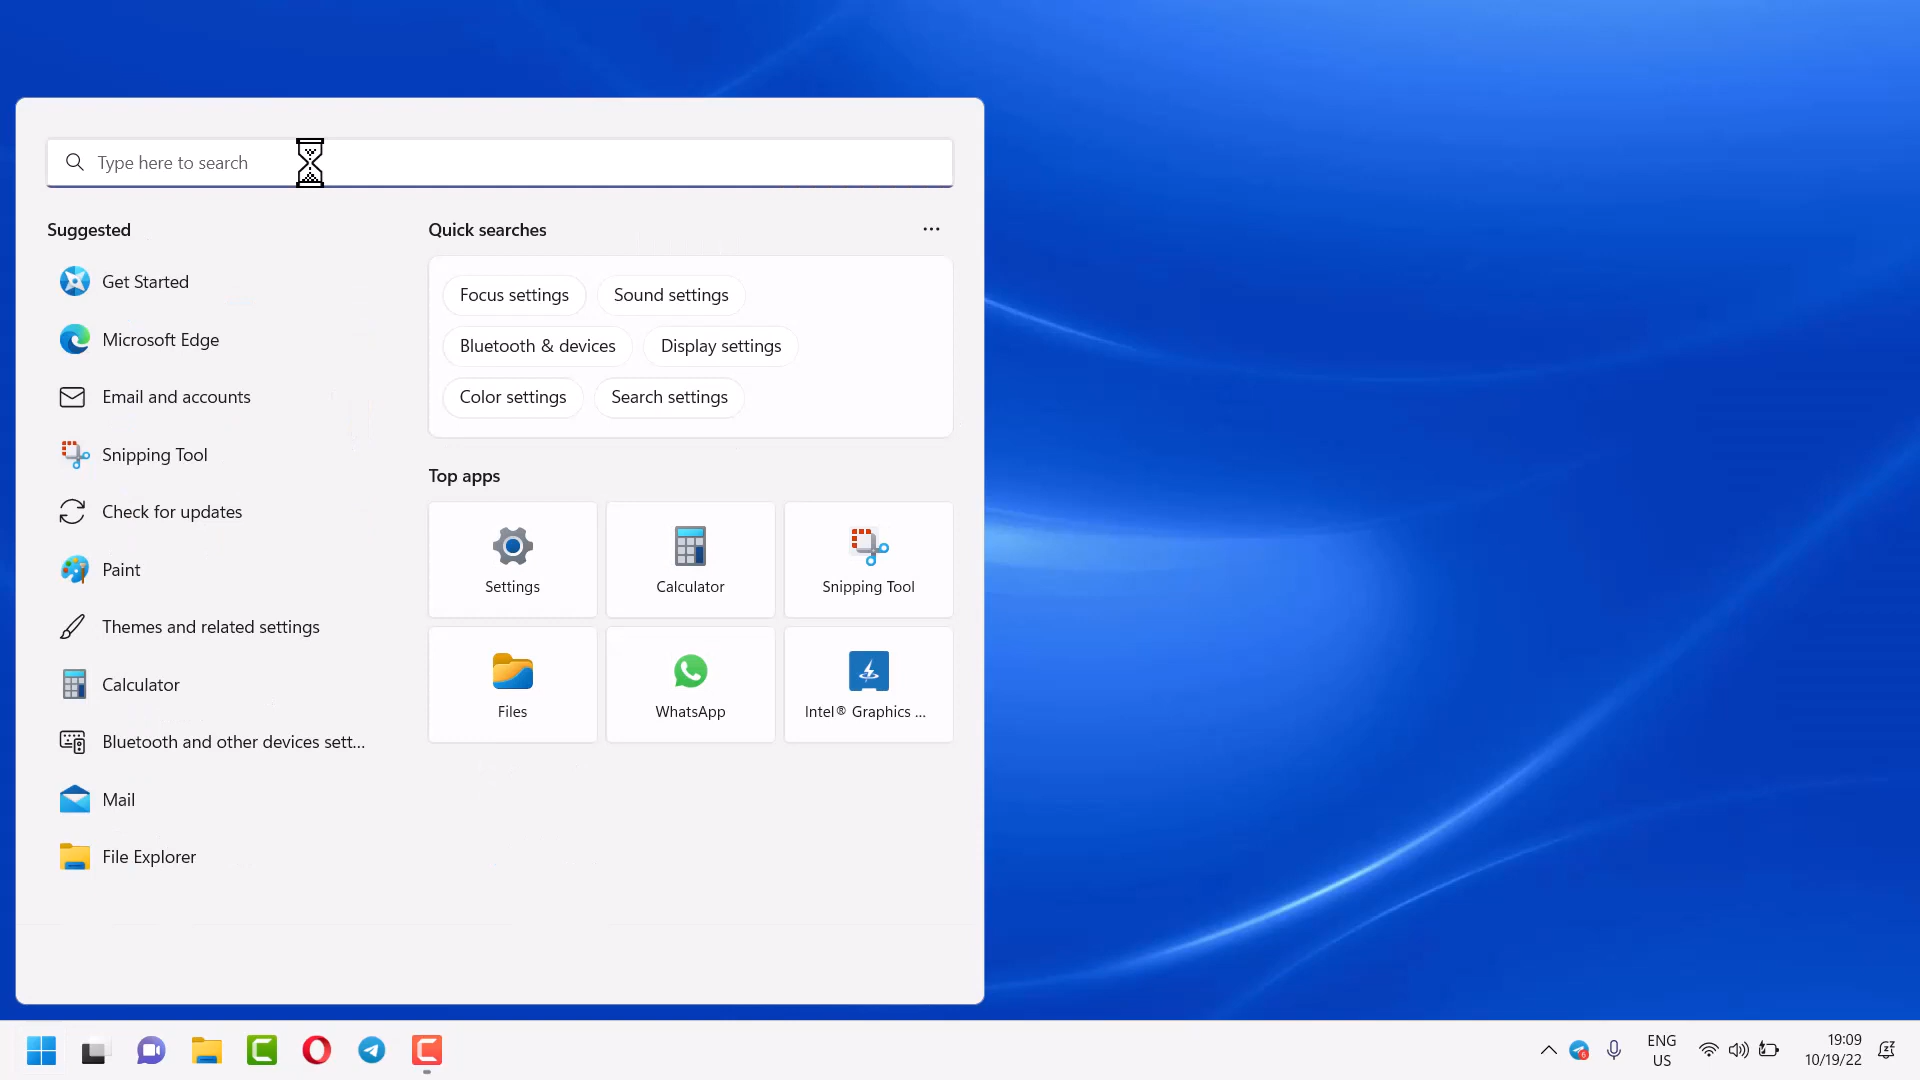 Type here to search
Suggested
Get Started
Microsoft Edge
Email and accounts
Snipping Tool
Check for updates
Paint
Themes and related settings
Calculator
Bluetooth and other devices sett...
Mail
File Explorer
Quick searches
Focus settings
Sound settings
Bluetooth & devices
Display settings
Color settings
Search settings
Top apps
Settings
Calculator
Snipping Tool
Files
WhatsApp
Intel® Graphics ...
ENG
US
19:09
10/19/22